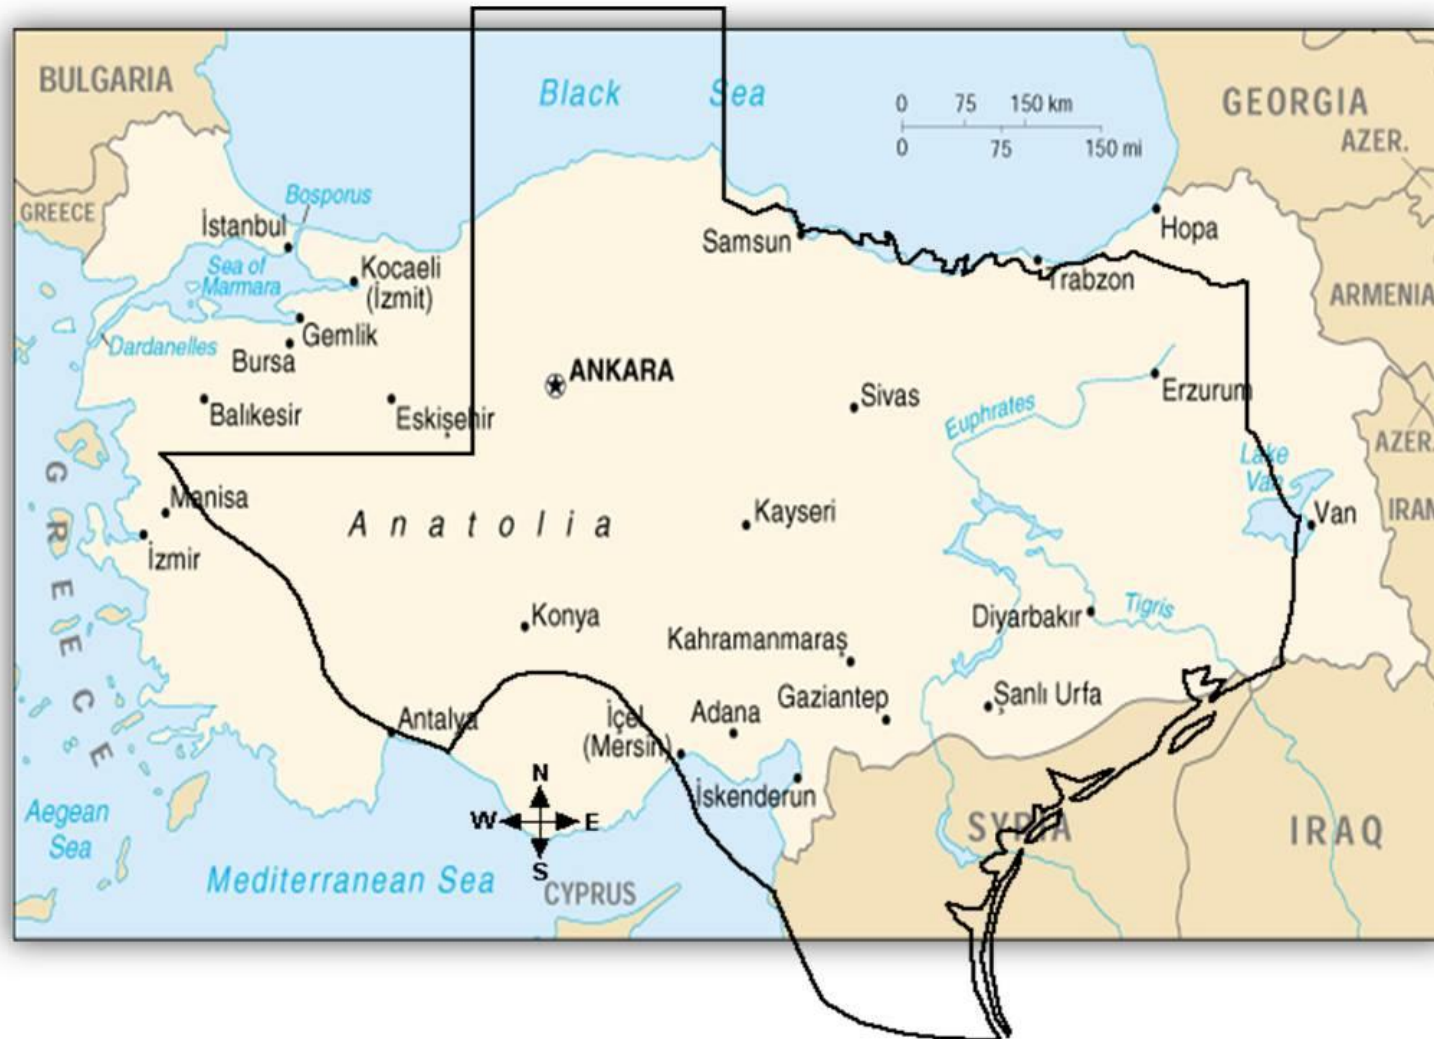 BULGARIA
Black Sea
0 75 150 km
0 75 150 mi
GEORGIA
AZER.
GREECE
Bosporus
İstanbul
Samsun
Hopa
Sea of
Marmara
Kocaeli
(İzmit)
Trabzon
ARMENIA
Gemlik
Dardanelles
Bursa
ANKARA
Sivas
Erzurum
Euphrates
Balıkesir
Eskişehir
AZER.
Lake
Van
GREECE
Manisa
Anatolia
Kayseri
Van
IRAN
İzmir
Konya
Diyarbakır
Tigris
Kahramanmaraş
Gaziantep
Şanlı Urfa
Antalya
İçel
(Mersin)
Adana
İskenderun
N
W E
S
Aegean
Sea
SYRIA
IRAQ
Mediterranean Sea
CYPRUS